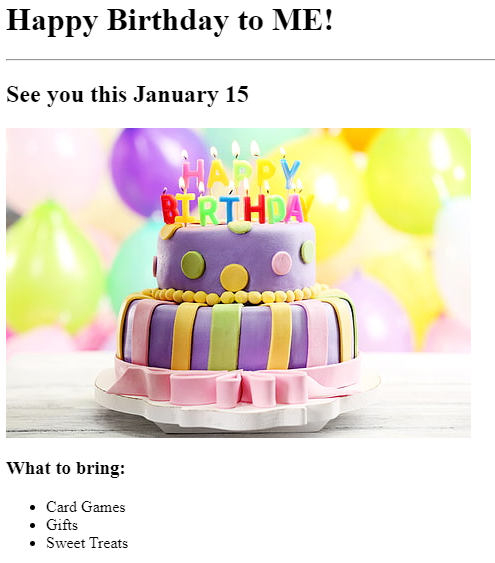 Happy Birthday to ME!
See you this January 15
HAPPY
BIRTHDAY
What to bring:
Card Games
Gifts
Sweet Treats